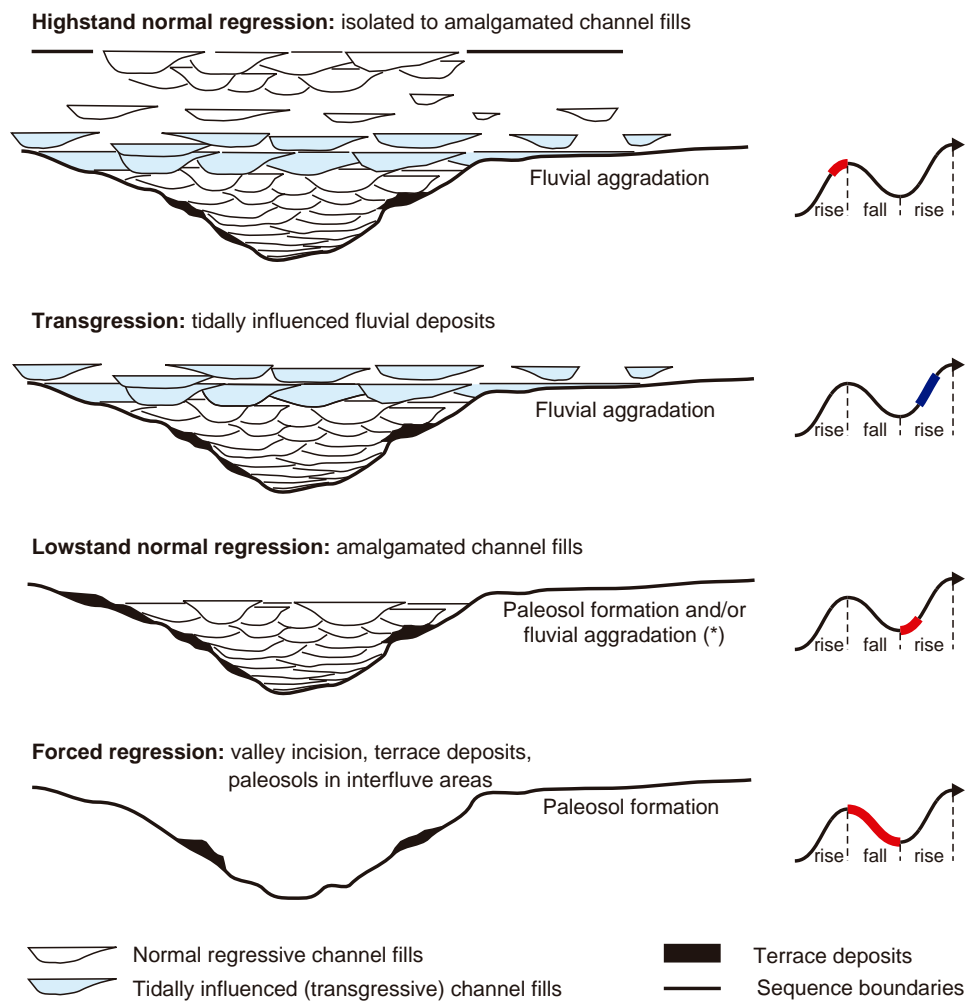 Highstand normal regression: isolated to amalgamated channel fills
Fluvial aggradation
rise fall rise
Transgression: tidally influenced fluvial deposits
Fluvial aggradation
rise fall rise
Lowstand normal regression: amalgamated channel fills
Paleosol formation and/or
fluvial aggradation (*)
rise fall rise
Forced regression: valley incision, terrace deposits,
paleosols in interfluve areas
Paleosol formation
rise fall rise
Normal regressive channel fills
Terrace deposits
Tidally influenced (transgressive) channel fills
Sequence boundaries